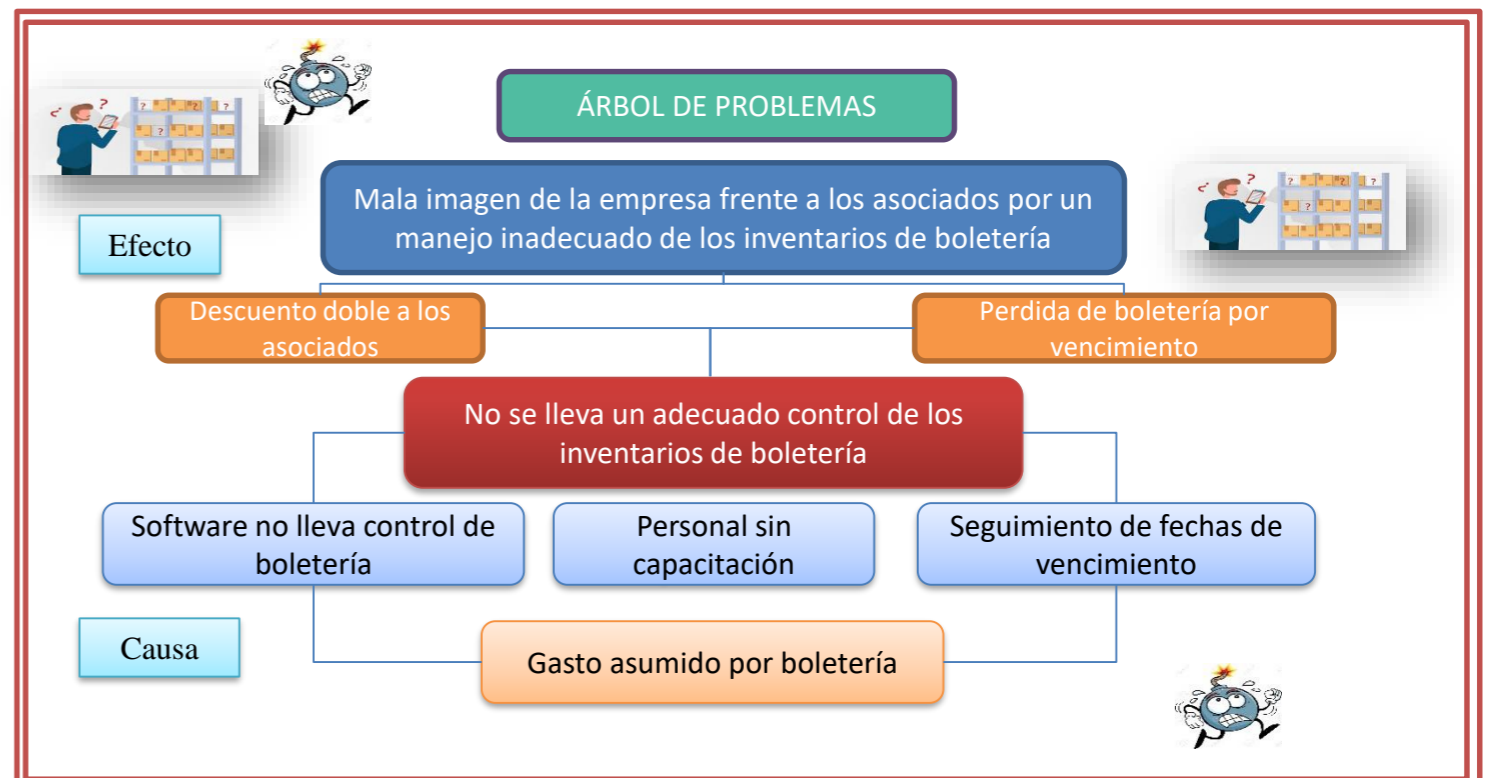 ÁRBOL DE PROBLEMAS
Mala imagen de la empresa frente a los asociados por un
manejo inadecuado de los inventarios de boletería
Efecto
Descuento doble a los
asociados
Perdida de boletería por
vencimiento
No se lleva un adecuado control de los
inventarios de boletería
Software no lleva control de
boletería
Personal sin
capacitación
Seguimiento de fechas de
vencimiento
Causa
Gasto asumido por boletería